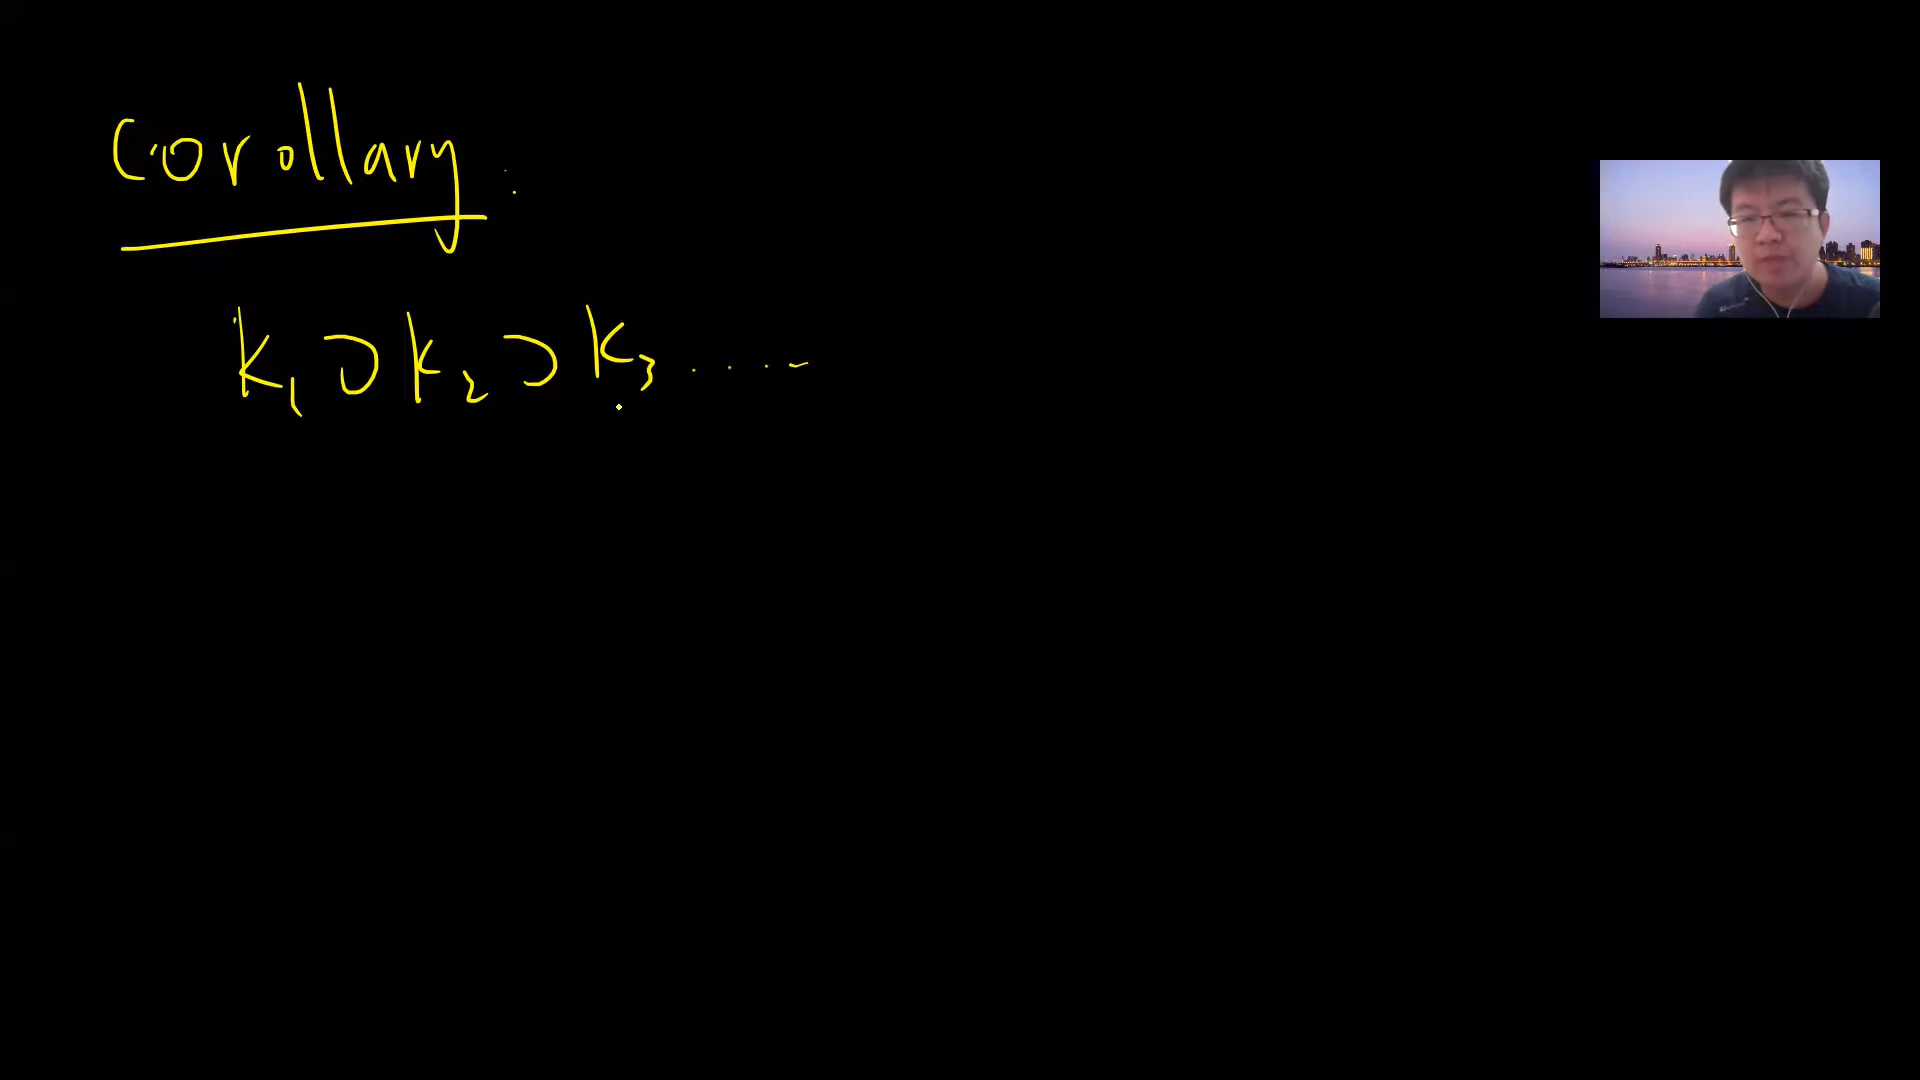 Corollary:
K₁ ⊃ K₂ ⊃ K₃ .....